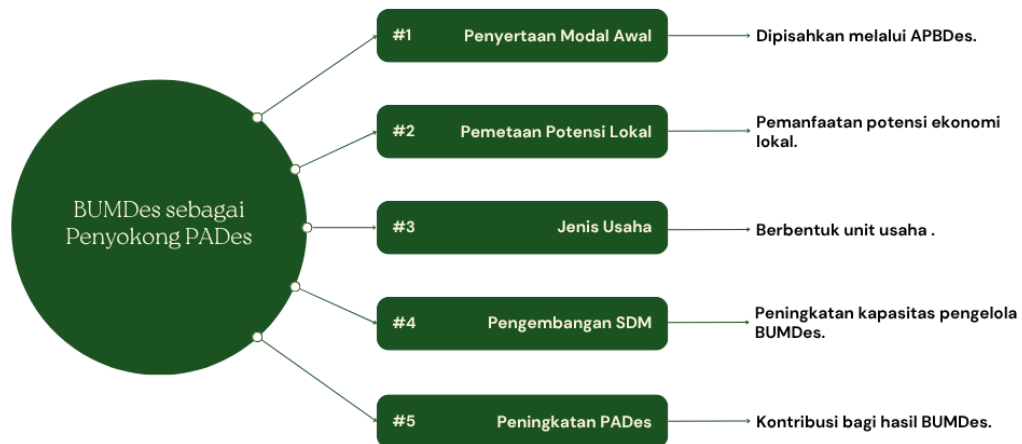 BUMDes sebagai
Penyokong PADes
#1 Penyertaan Modal Awal
Dipisahkan melalui APBDes.
#2 Pemetaan Potensi Lokal
Pemanfaatan potensi ekonomi
lokal.
#3 Jenis Usaha
Berbentuk unit usaha .
#4 Pengembangan SDM
Peningkatan kapasitas pengelola
BUMDes.
#5 Peningkatan PADes
Kontribusi bagi hasil BUMDes.